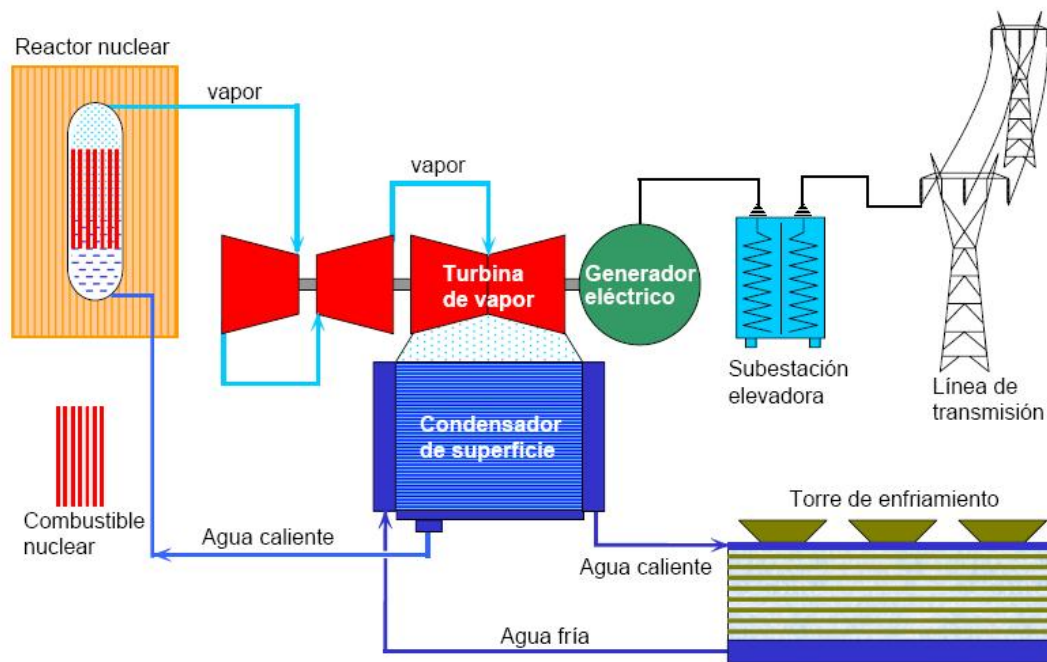 Reactor nuclear
vapor
vapor
Turbina
de vapor
Generador
eléctrico
Subestación
elevadora
Línea de
transmisión
Condensador
de superficie
Combustible
nuclear
Agua caliente
Torre de enfriamiento
Agua caliente
Agua fría